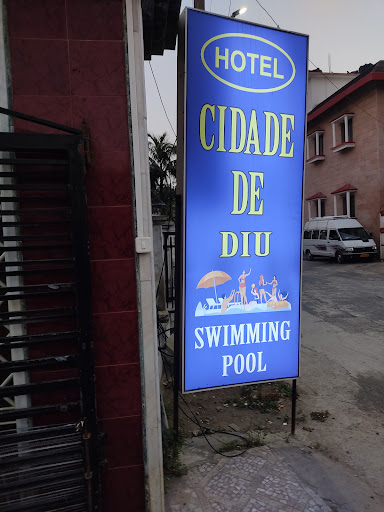 HOTEL
CIDADE
DE
DIU
SWIMMING
POOL